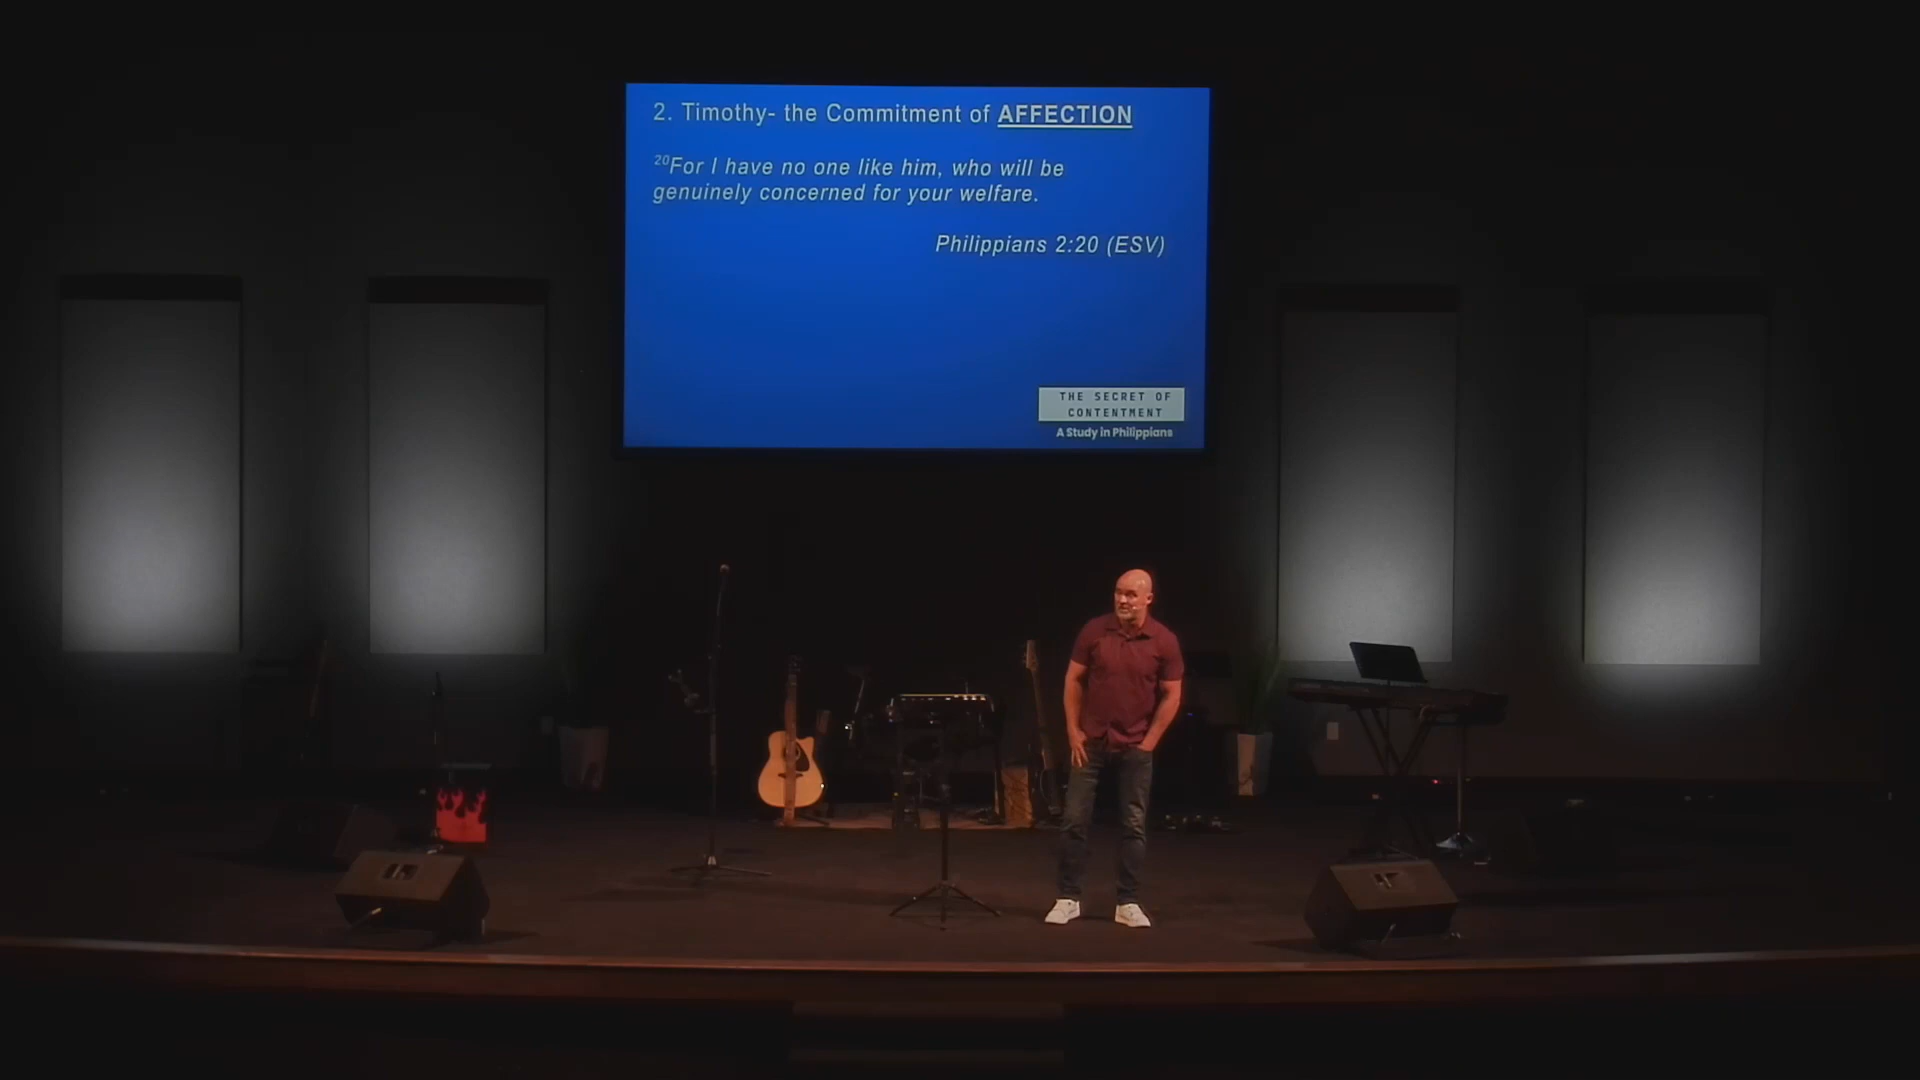 2. Timothy- the Commitment of AFFECTION
20For I have no one like him, who will be
genuinely concerned for your welfare.
Philippians 2:20 (ESV)
THE SECRET OF
CONTENTMENT
A Study in Philippians